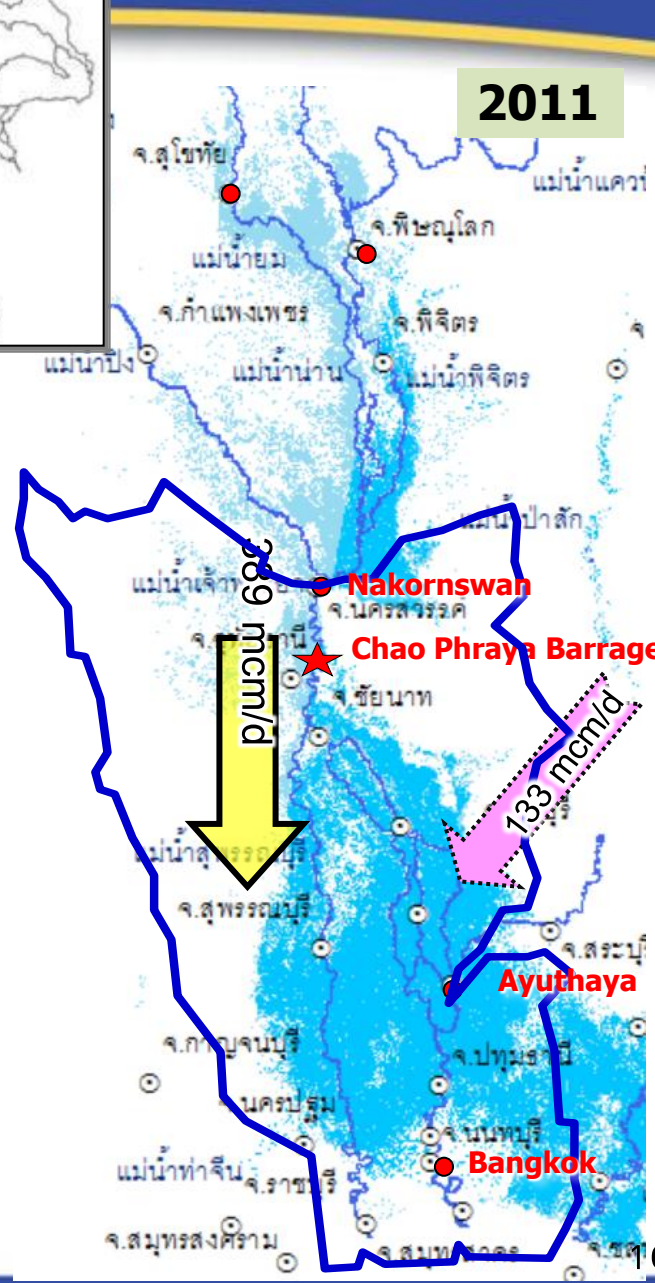 2011
จ.สุโขทัย
แม่น้ำแคว
จ.พิษณุโลก
แม่น้ำยม
จ.กำแพงเพชร
จ.พิจิตร
แม่น้ำปิง
แม่น้ำน่าน
แม่น้ำพิจิตร
แม่น้ำป่าสัก
389 mcm/d
แม่น้ำเจ้า
Nakornswan
จ.นครสวรรค์
Chao Phraya Barrage
จ.ชัยนาท
133 mcm/d
แม่น้ำสุพรรณบุรี
จ.สุพรรณบุรี
จ.สระบุรี
Ayuthaya
จ.กาญจนบุรี
จ.ปทุมธานี
จ.นครปฐม
จ.นนทบุรี
Bangkok
แม่น้ำท่าจีน
จ.ราชบุรี
จ.สมุทรสงคราม
จ.สมุทรสาคร